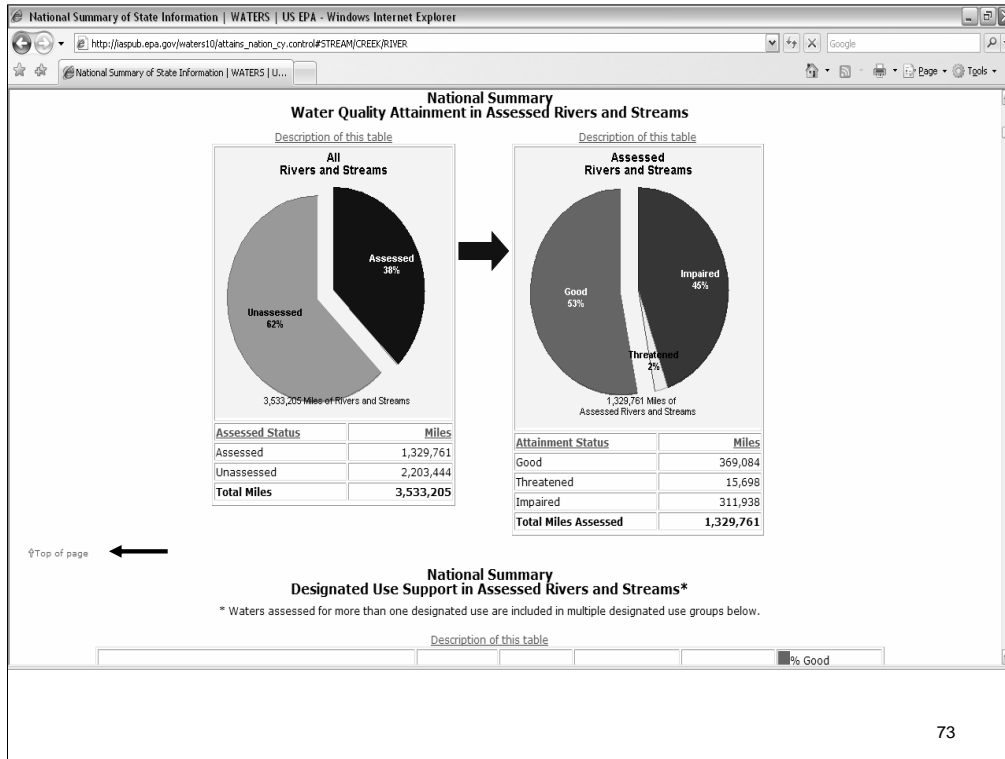 National Summary of State Information | WATERS | US EPA - Windows Internet Explorer
http://iaspub.epa.gov/waters10/attains_nation_cy.control#STREAM/CREEK/RIVER
Google
National Summary of State Information | WATERS | U...
Page
Tools
National Summary
Water Quality Attainment in Assessed Rivers and Streams
Description of this table
All
Rivers and Streams
Assessed
38%
Unassessed
62%
3,533,205 Miles of Rivers and Streams
Assessed Status Miles
Assessed 1,329,761
Unassessed 2,203,444
Total Miles 3,533,205
Description of this table
Assessed
Rivers and Streams
Impaired
45%
Good
53%
Threatened
2%
1,329,761 Miles of
Assessed Rivers and Streams
Attainment Status Miles
Good 369,084
Threatened 15,698
Impaired 311,938
Total Miles Assessed 1,329,761
Top of page
National Summary
Designated Use Support in Assessed Rivers and Streams*
* Waters assessed for more than one designated use are included in multiple designated use groups below.
Description of this table
% Good
73